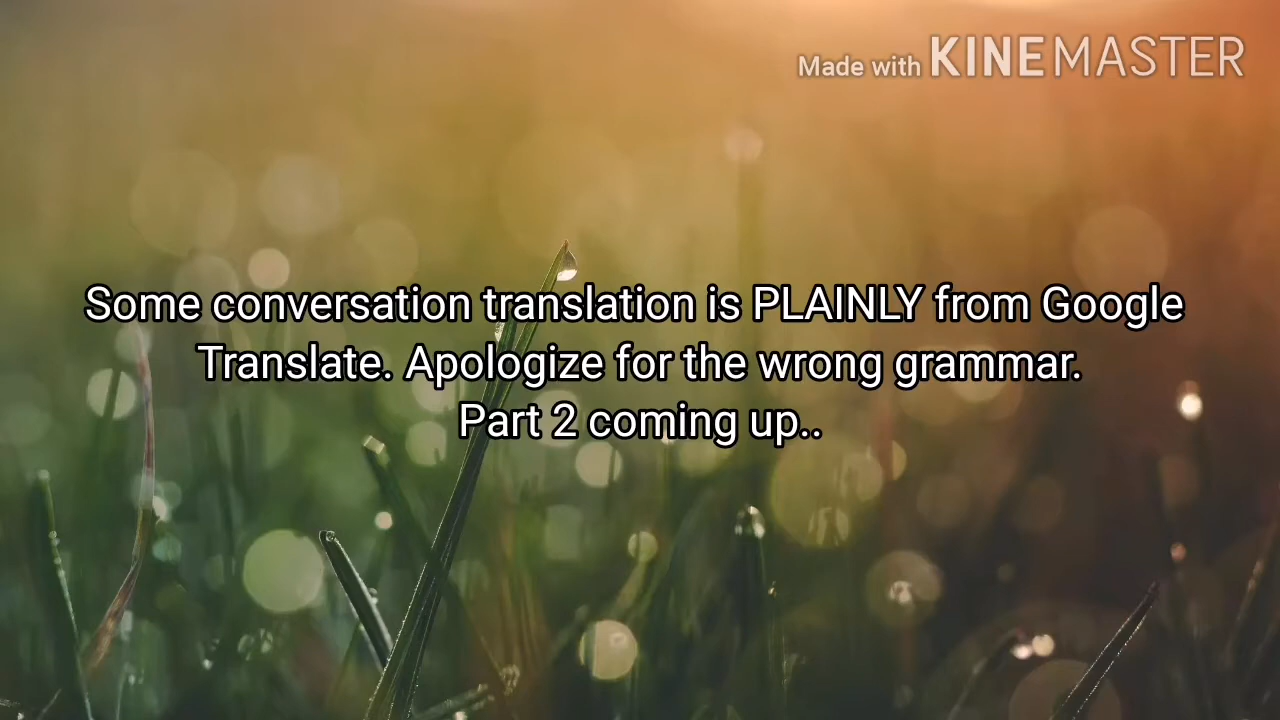 Made with KINEMASTER
Some conversation translation is PLAINLY from Google
Translate. Apologize for the wrong grammar.
Part 2 coming up..